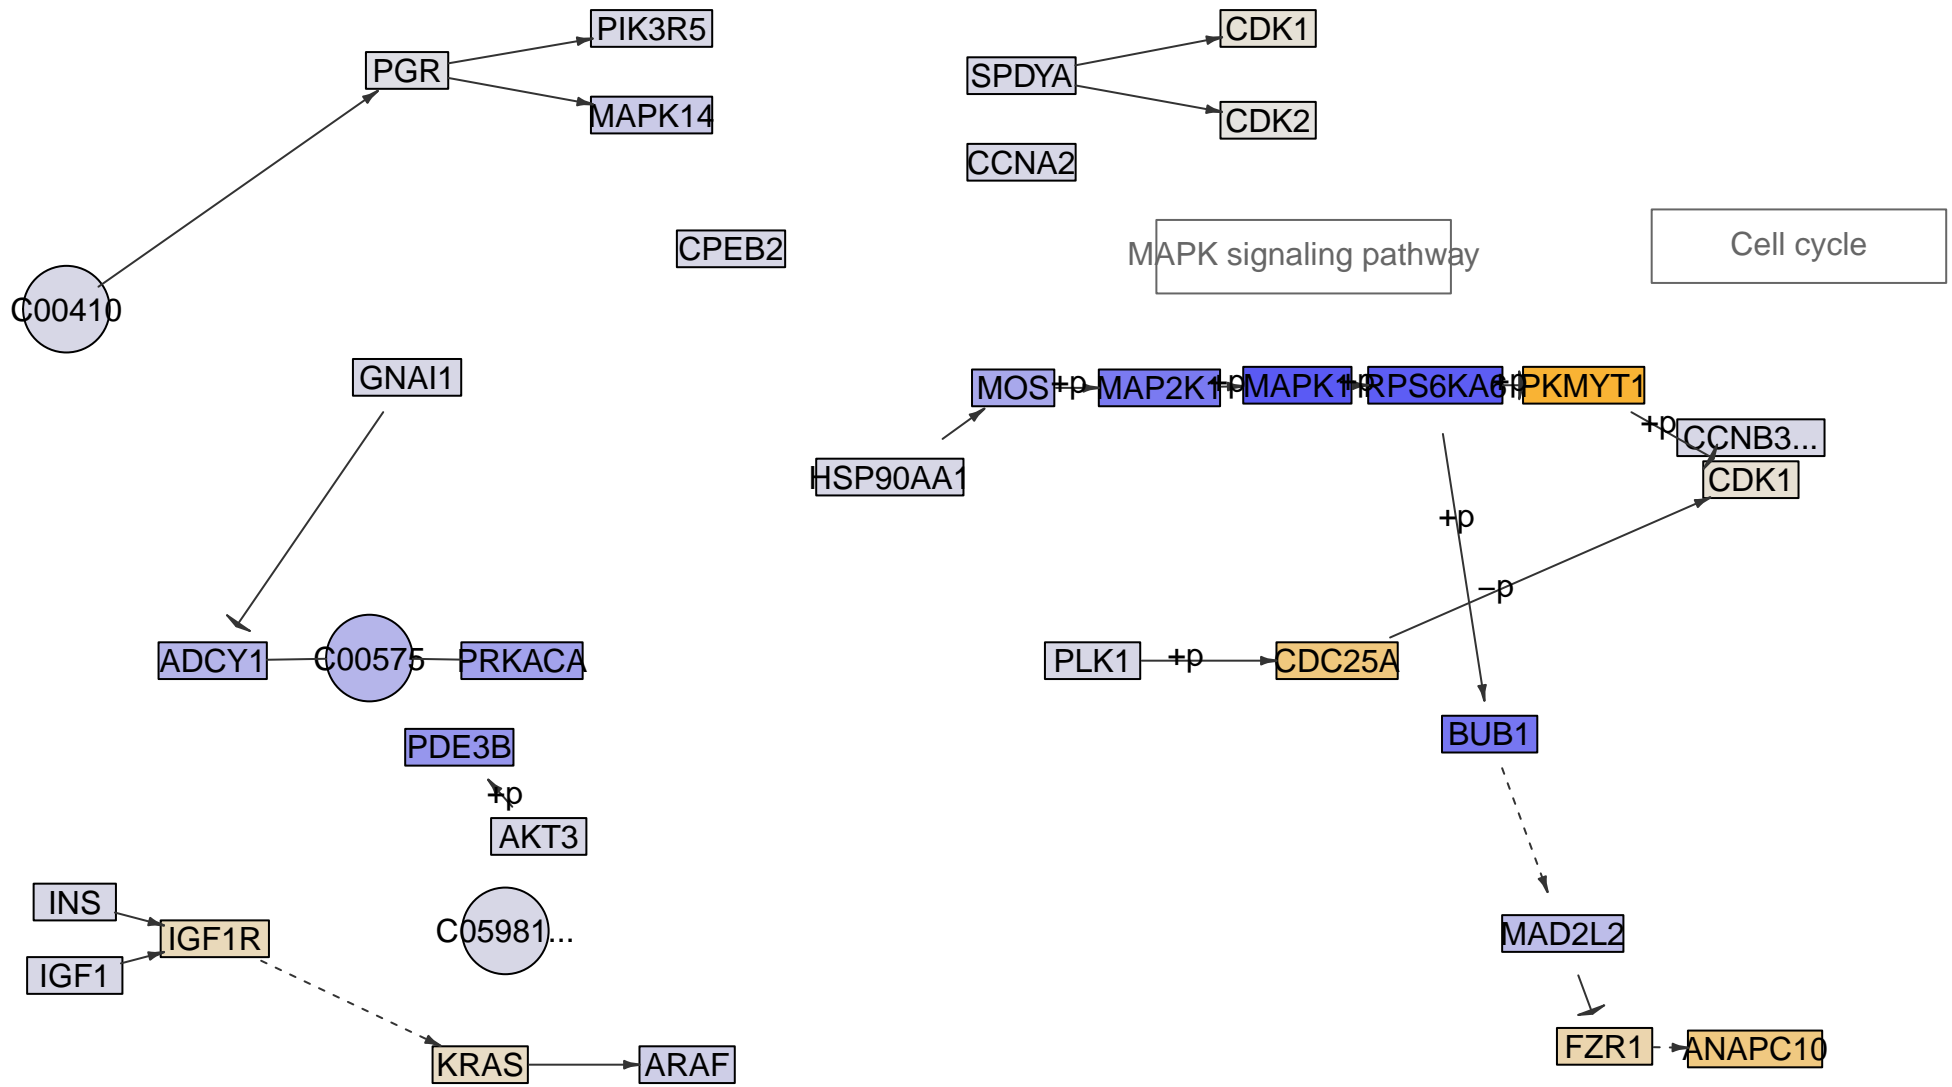 PIK3R5
CDK1
PGR
SPDYA
MAPK14
CDK2
CCNA2
CPEB2
MAPK signaling pathway
Cell cycle
C00410
GNAI1
MOS
+p
MAP2K1
+p
MAPK1
+p
RPS6KA6
+p
PKMYT1
+p
CCNB3...
HSP90AA1
CDK1
+p
−p
ADCY1
C00575
PRKACA
PLK1
+p
CDC25A
PDE3B
BUB1
+p
AKT3
INS
IGF1R
C05981...
MAD2L2
IGF1
KRAS
ARAF
FZR1
ANAPC10